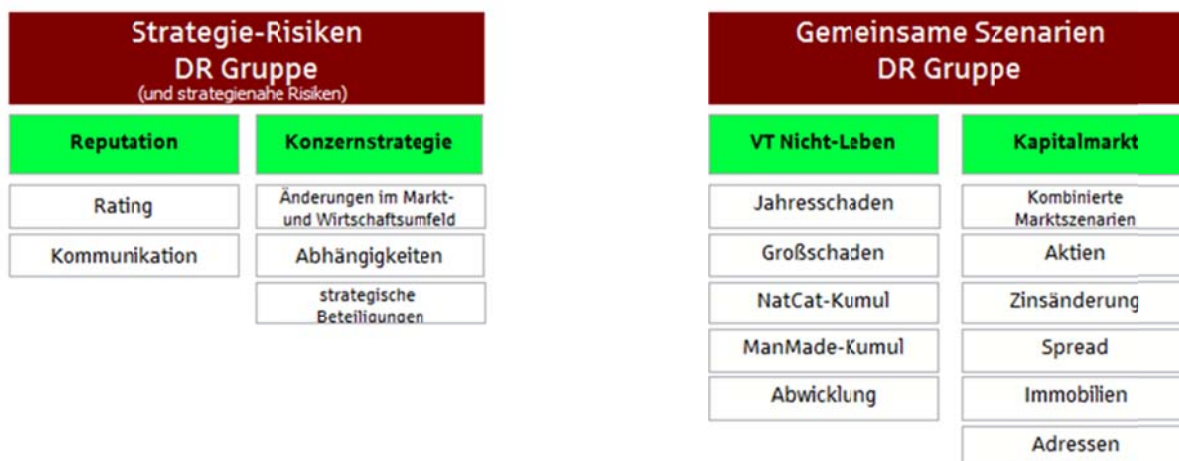 Strategie-Risiken
DR Gruppe
(und strategienahe Risiken)
Reputation
Rating
Kommunikation
Konzernstrategie
Änderungen im Markt-
und Wirtschaftsumfeld
Abhängigkeiten
strategische
Beteiligungen
Gemeinsame Szenarien
DR Gruppe
VT Nicht-Leben
Jahresschaden
Großschaden
NatCat-Kumul
ManMade-Kumul
Abwicklung
Kapitalmarkt
Kombinierte
Marktszenarien
Aktien
Zinsänderung
Spread
Immobilien
Adressen